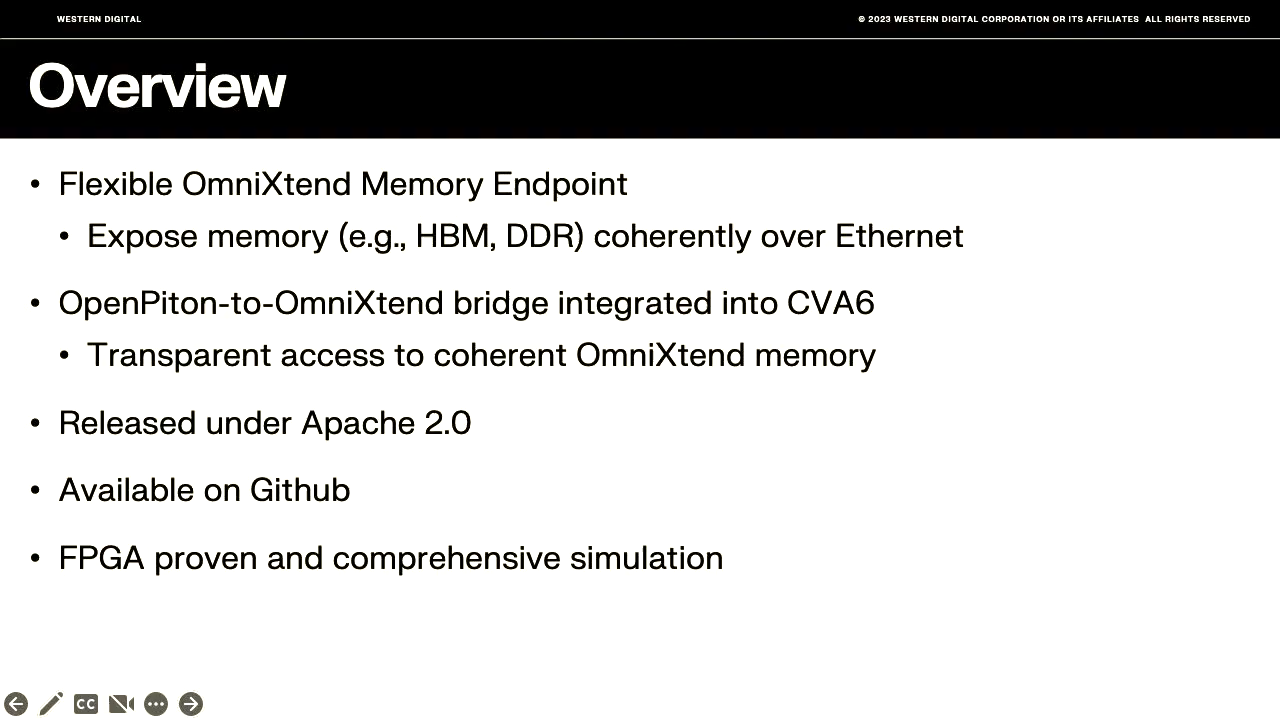 WESTERN DIGITAL
© 2023 WESTERN DIGITAL CORPORATION OR ITS AFFILIATES ALL RIGHTS RESERVED
Overview
• Flexible OmniXtend Memory Endpoint
• Expose memory (e.g., HBM, DDR) coherently over Ethernet
• OpenPiton-to-OmniXtend bridge integrated into CVA6
• Transparent access to coherent OmniXtend memory
• Released under Apache 2.0
• Available on Github
• FPGA proven and comprehensive simulation
CC